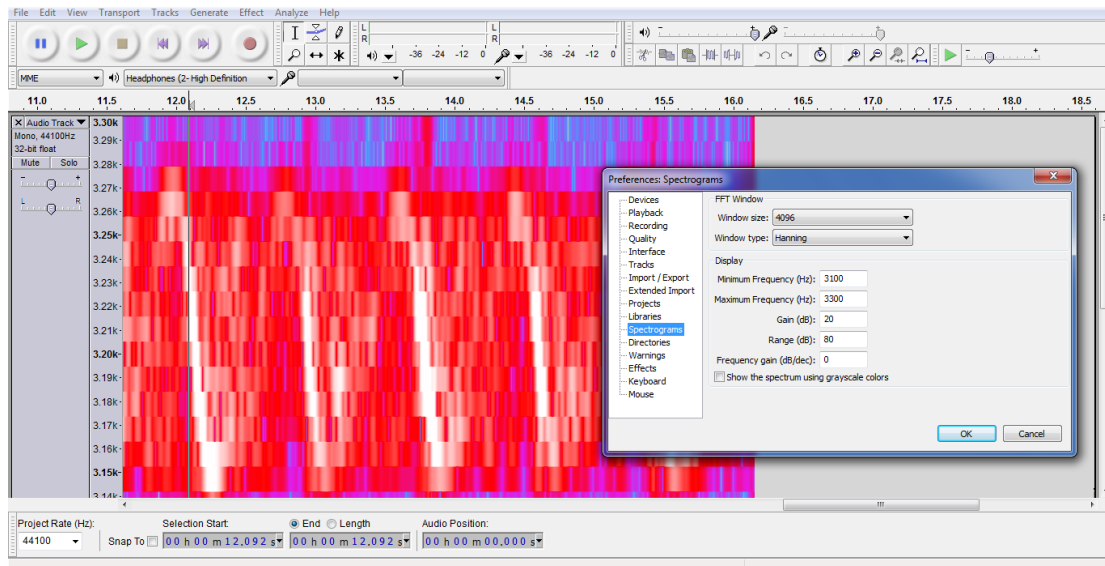 File Edit View Transport Tracks Generate Effect Analyze Help
L
R
-36 -24 -12 0
L
R
-36 -24 -12 0
MME
Headphones (2- High Definition
11.0 11.5 12.0 12.5 13.0 13.5 14.0 14.5 15.0 15.5 16.0 16.5 17.0 17.5 18.0 18.5
X Audio Track
Mono, 44100Hz
32-bit float
Mute Solo
- +
L R
3.30k
3.29k
3.28k
3.27k
3.26k
3.25k
3.24k
3.23k
3.22k
3.21k
3.20k
3.19k
3.18k
3.17k
3.16k
3.15k
3.14k
Preferences: Spectrograms
Devices
Playback
Recording
Quality
Interface
Tracks
Import / Export
Extended Import
Projects
Libraries
Spectrograms
Directories
Warnings
Effects
Keyboard
Mouse
FFT Window
Window size: 4096
Window type: Hanning
Display
Minimum Frequency (Hz): 3100
Maximum Frequency (Hz): 3300
Gain (dB): 20
Range (dB): 80
Frequency gain (dB/dec): 0
Show the spectrum using grayscale colors
OK Cancel
Project Rate (Hz): Selection Start: End Length Audio Position:
44100 Snap To 00 h 00 m 12.092 s 00 h 00 m 12.092 s 00 h 00 m 00.000 s